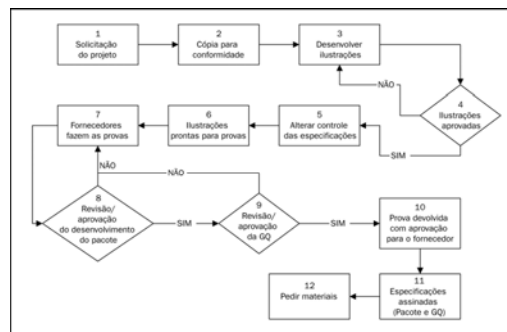 1
Solicitação
do projeto
2
Cópia para
conformidade
3
Desenvolver
ilustrações
NÃO
4
Ilustrações
aprovadas
SIM
5
Alterar controle
das especificações
6
Ilustrações
prontas para provas
7
Fornecedores
fazem as provas
NÃO
NÃO
8
Revisão/
aprovação
do desenvolvimento
do pacote
SIM
9
Revisão/
aprovação
da GQ
SIM
10
Prova devolvida
com aprovação
para o fornecedor
11
Especificações
assinadas
(Pacote e GQ)
12
Pedir materiais